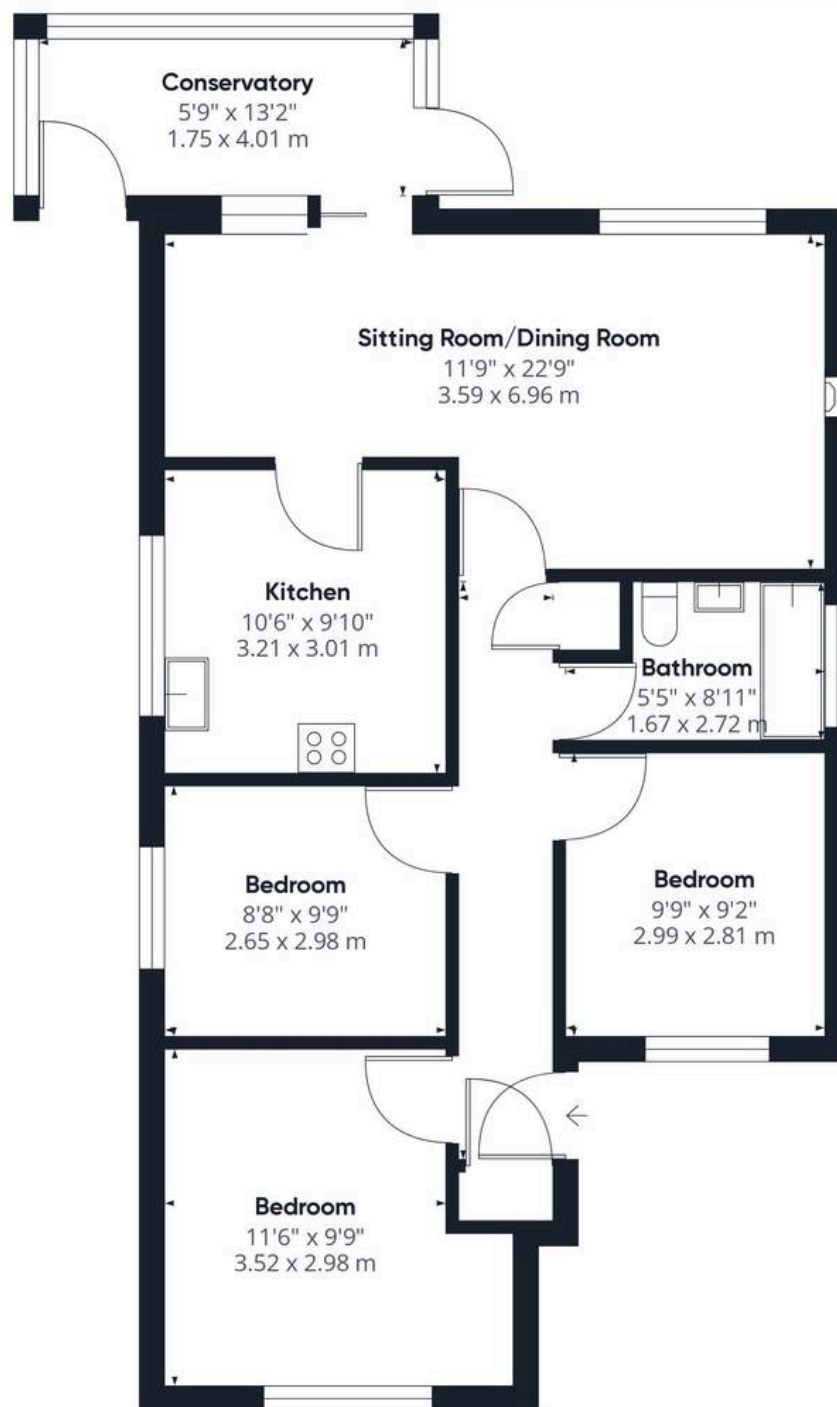 Conservatory
5'9" x 13'2"
1.75 x 4.01 m
Sitting Room/Dining Room
11'9" x 22'9"
3.59 x 6.96 m
Kitchen
10'6" x 9'10"
3.21 x 3.01 m
Bathroom
5'5" x 8'11"
1.67 x 2.72 m
Bedroom
8'8" x 9'9"
2.65 x 2.98 m
Bedroom
9'9" x 9'2"
2.99 x 2.81 m
Bedroom
11'6" x 9'9"
3.52 x 2.98 m